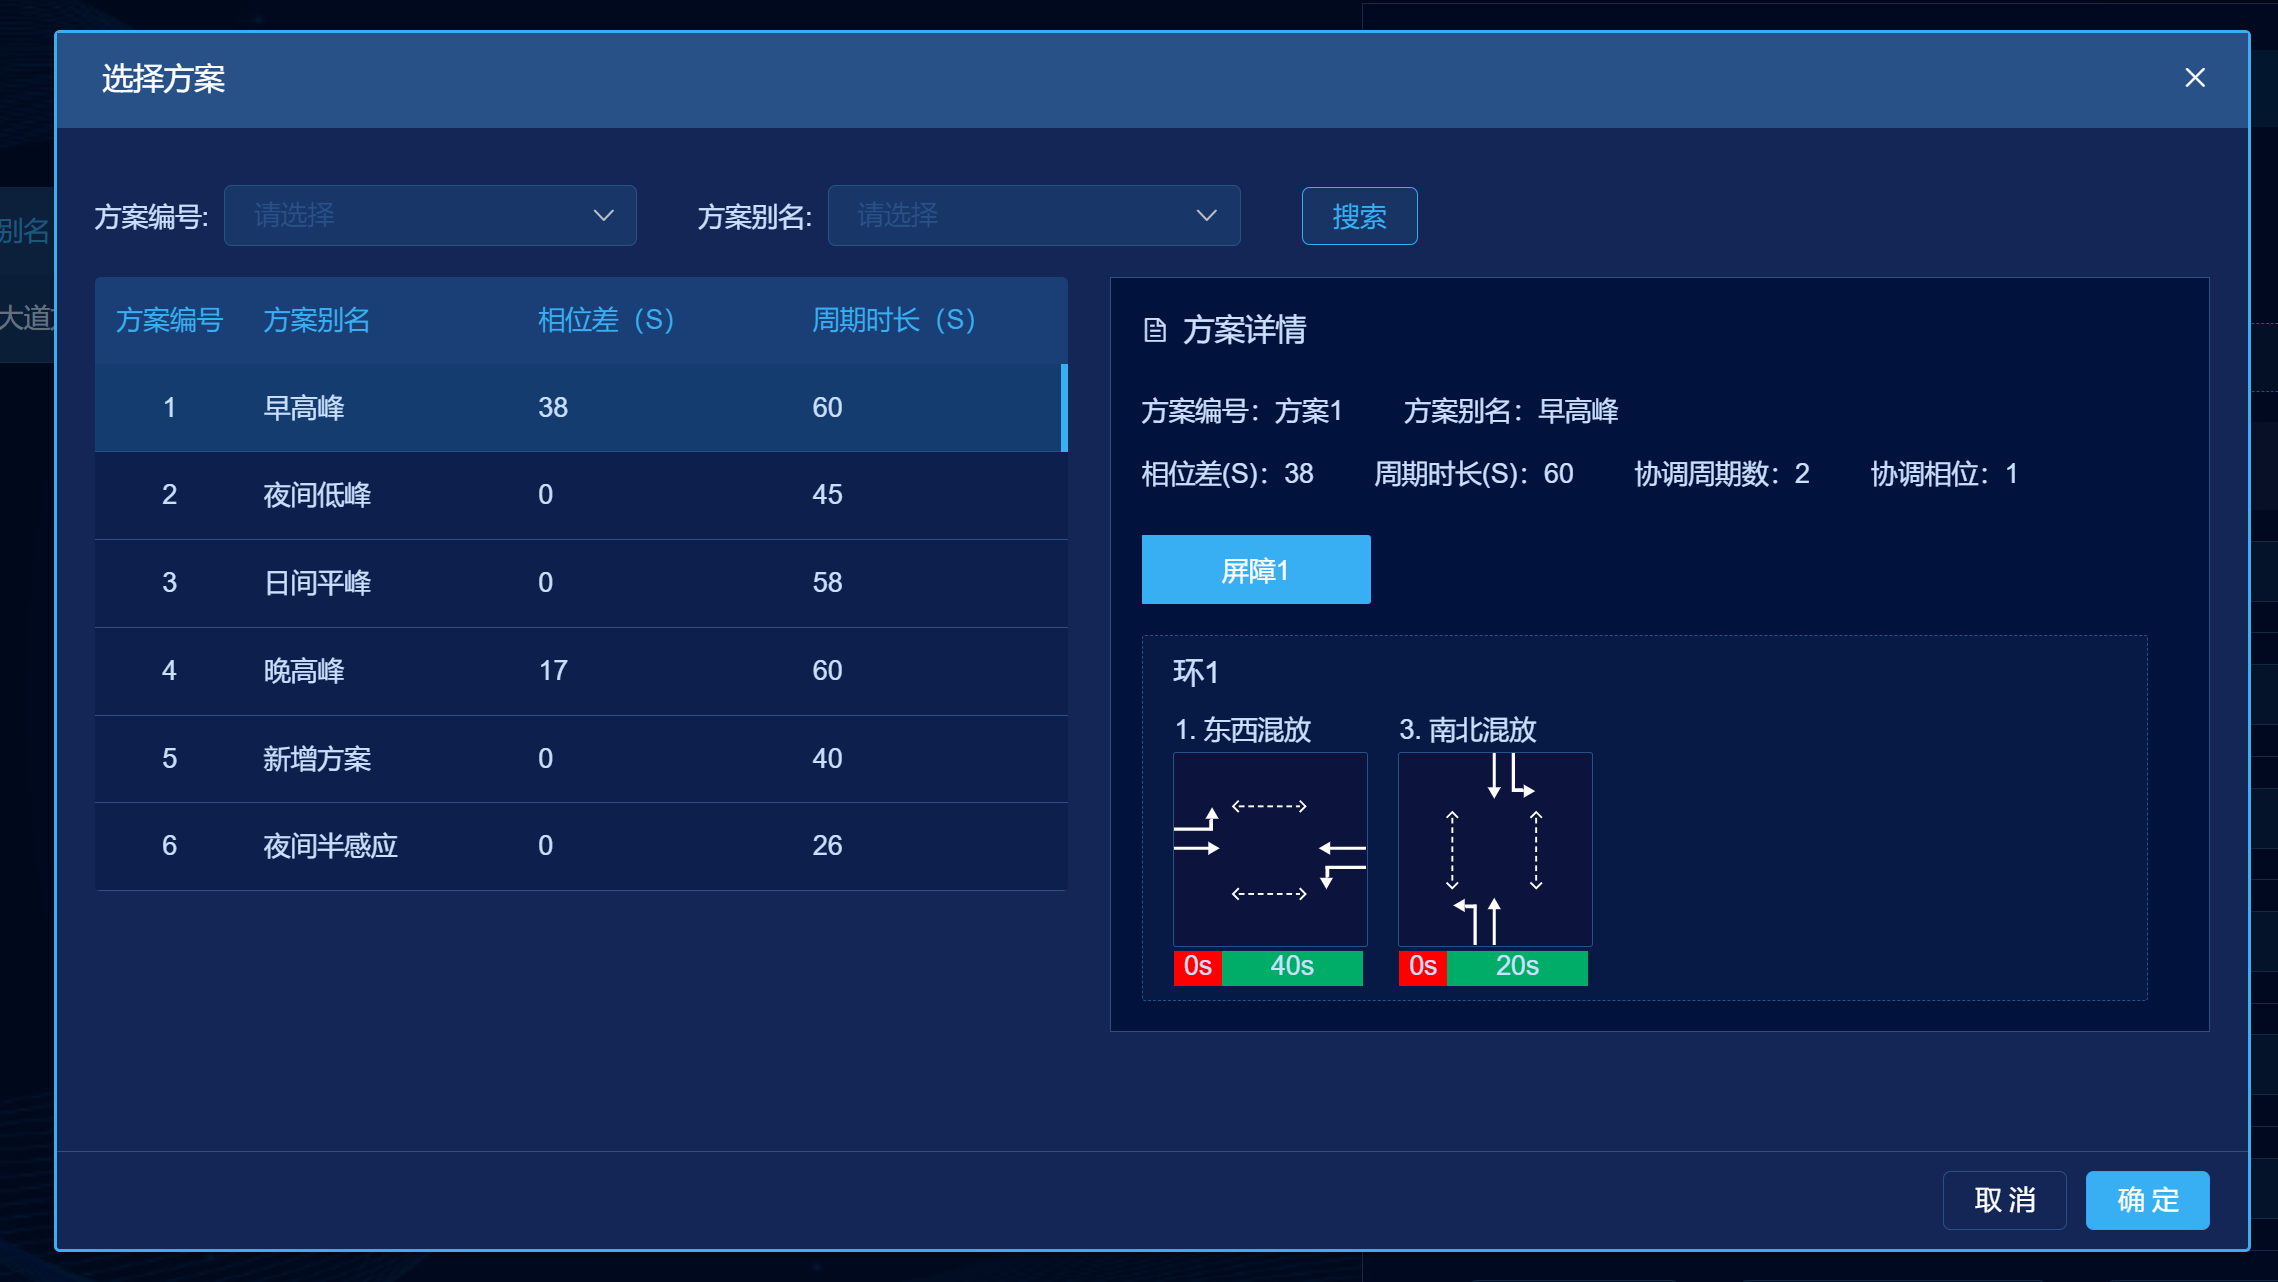 选择方案
方案编号: 请选择 方案别名: 请选择 搜索
别名
大道
方案编号 方案别名 相位差（S） 周期时长（S）
1 早高峰 38 60
2 夜间低峰 0 45
3 日间平峰 0 58
4 晚高峰 17 60
5 新增方案 0 40
6 夜间半感应 0 26
方案详情
方案编号：方案1 方案别名：早高峰
相位差(S)：38 周期时长(S)：60 协调周期数：2 协调相位：1
屏障1
环1
1. 东西混放 3. 南北混放
0s 40s 0s 20s
取消 确定